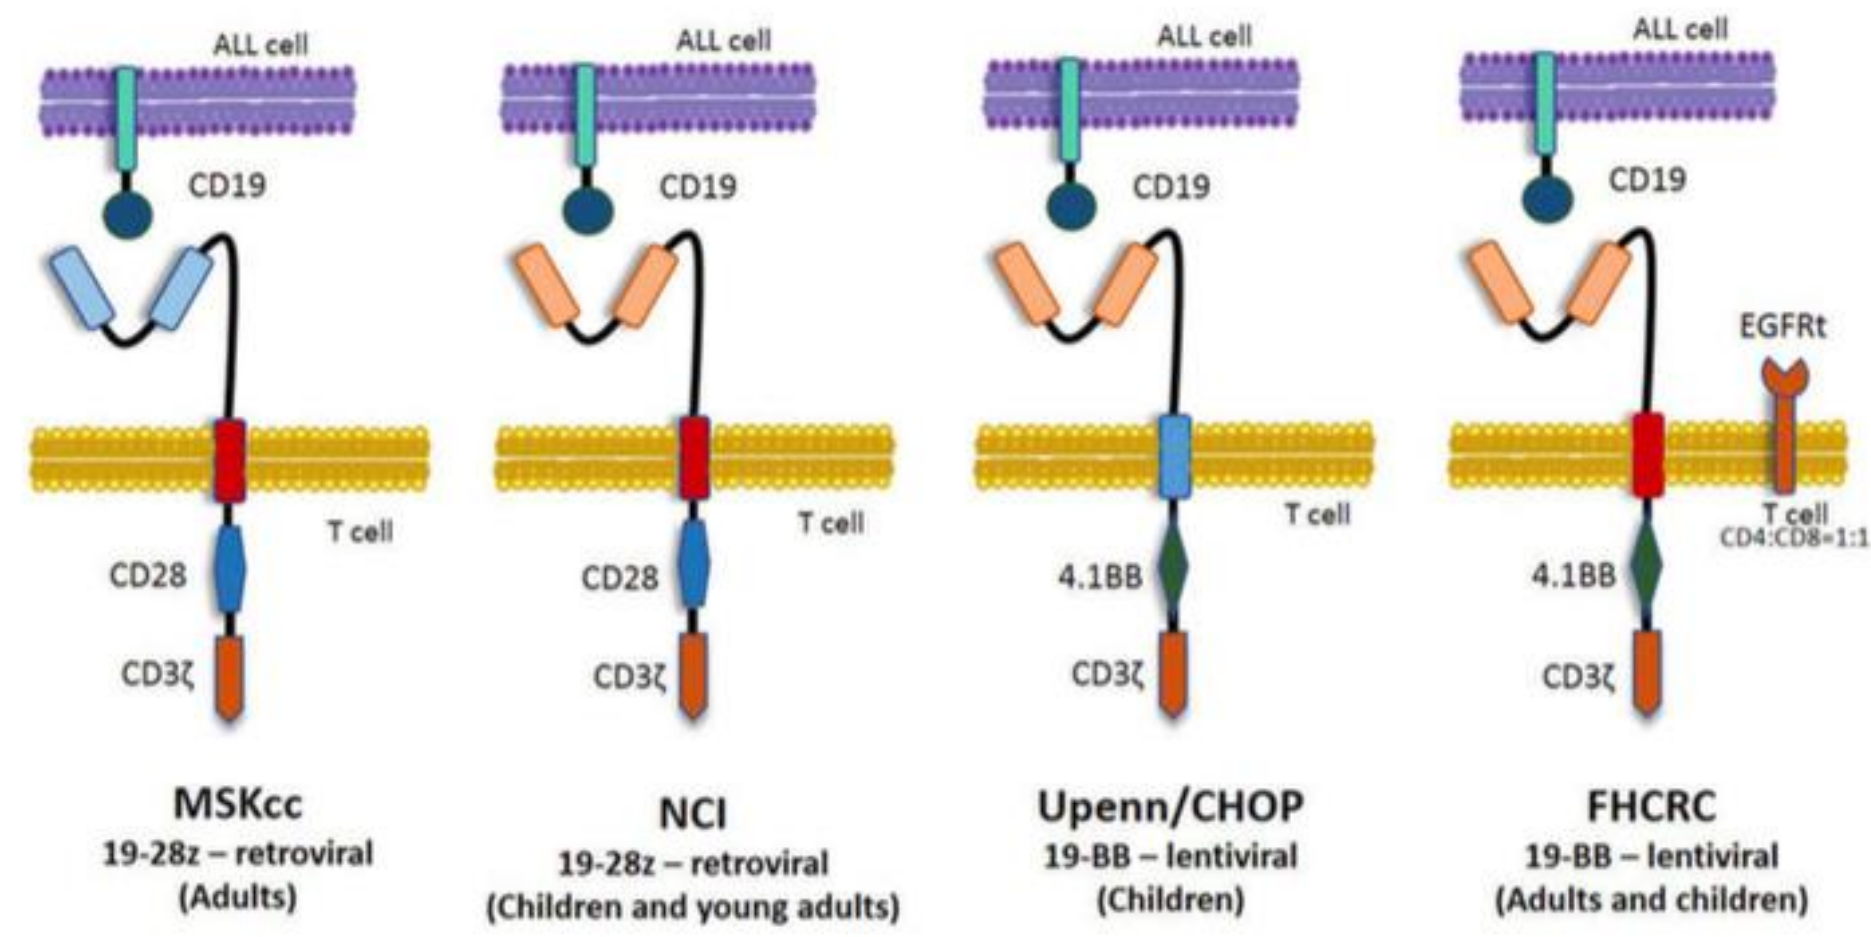 ALL cell
CD19
T cell
CD28
CD3ζ
MSKcc
19-28z – retroviral
(Adults)
ALL cell
CD19
T cell
CD28
CD3ζ
NCI
19-28z – retroviral
(Children and young adults)
ALL cell
CD19
T cell
4.1BB
CD3ζ
Upenn/CHOP
19-BB – lentiviral
(Children)
ALL cell
CD19
EGFRt
T cell
CD4:CD8=1:1
4.1BB
CD3ζ
FHCRC
19-BB – lentiviral
(Adults and children)